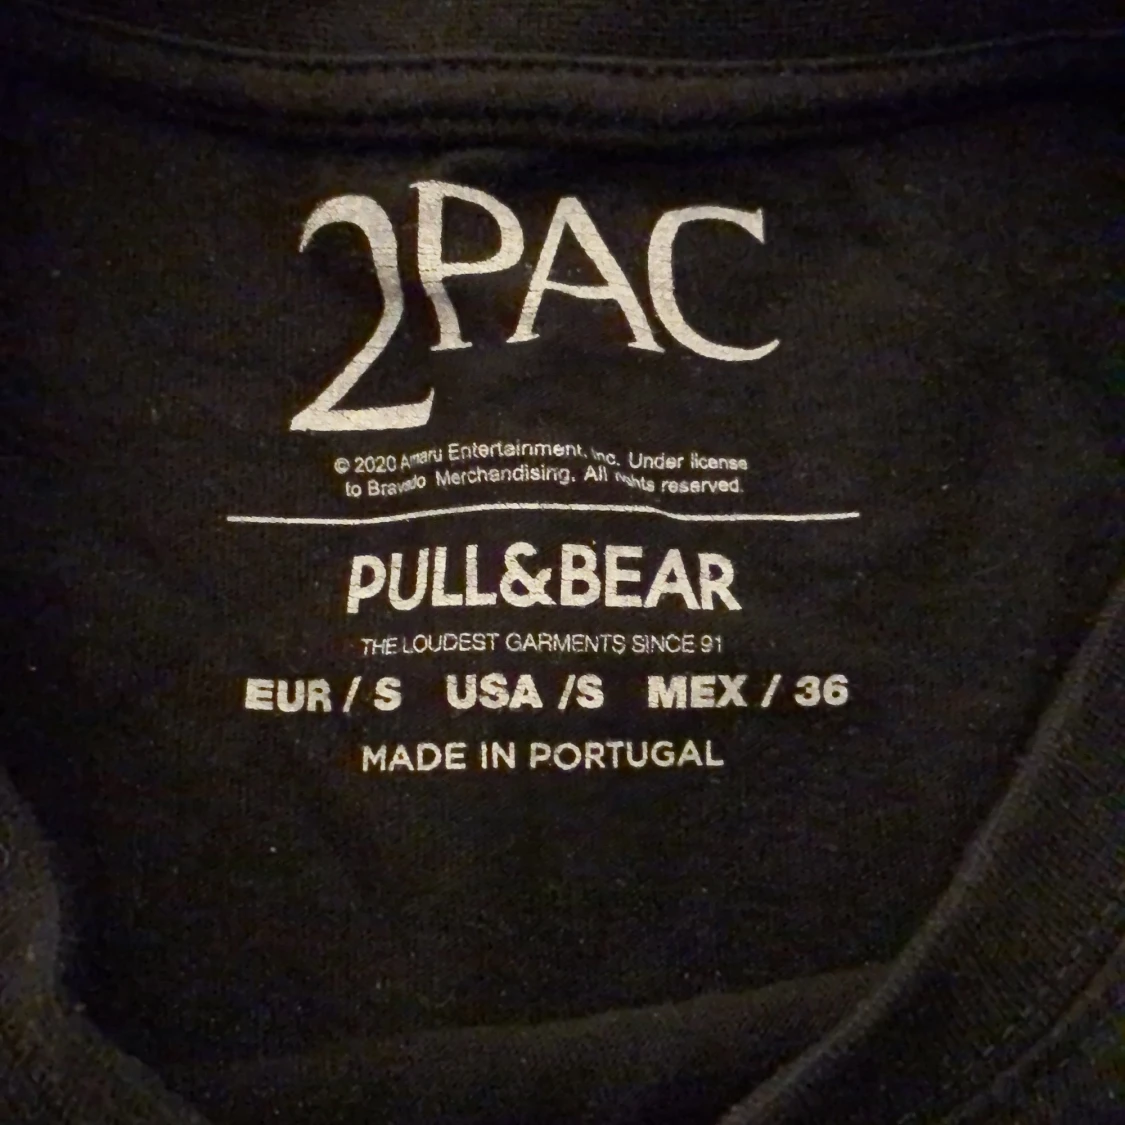 2PAC
© 2020 Amaru Entertainment, Inc. Under license
to Bravado Merchandising. All rights reserved.
PULL&BEAR
THE LOUDEST GARMENTS SINCE 91
EUR / S USA /S MEX / 36
MADE IN PORTUGAL